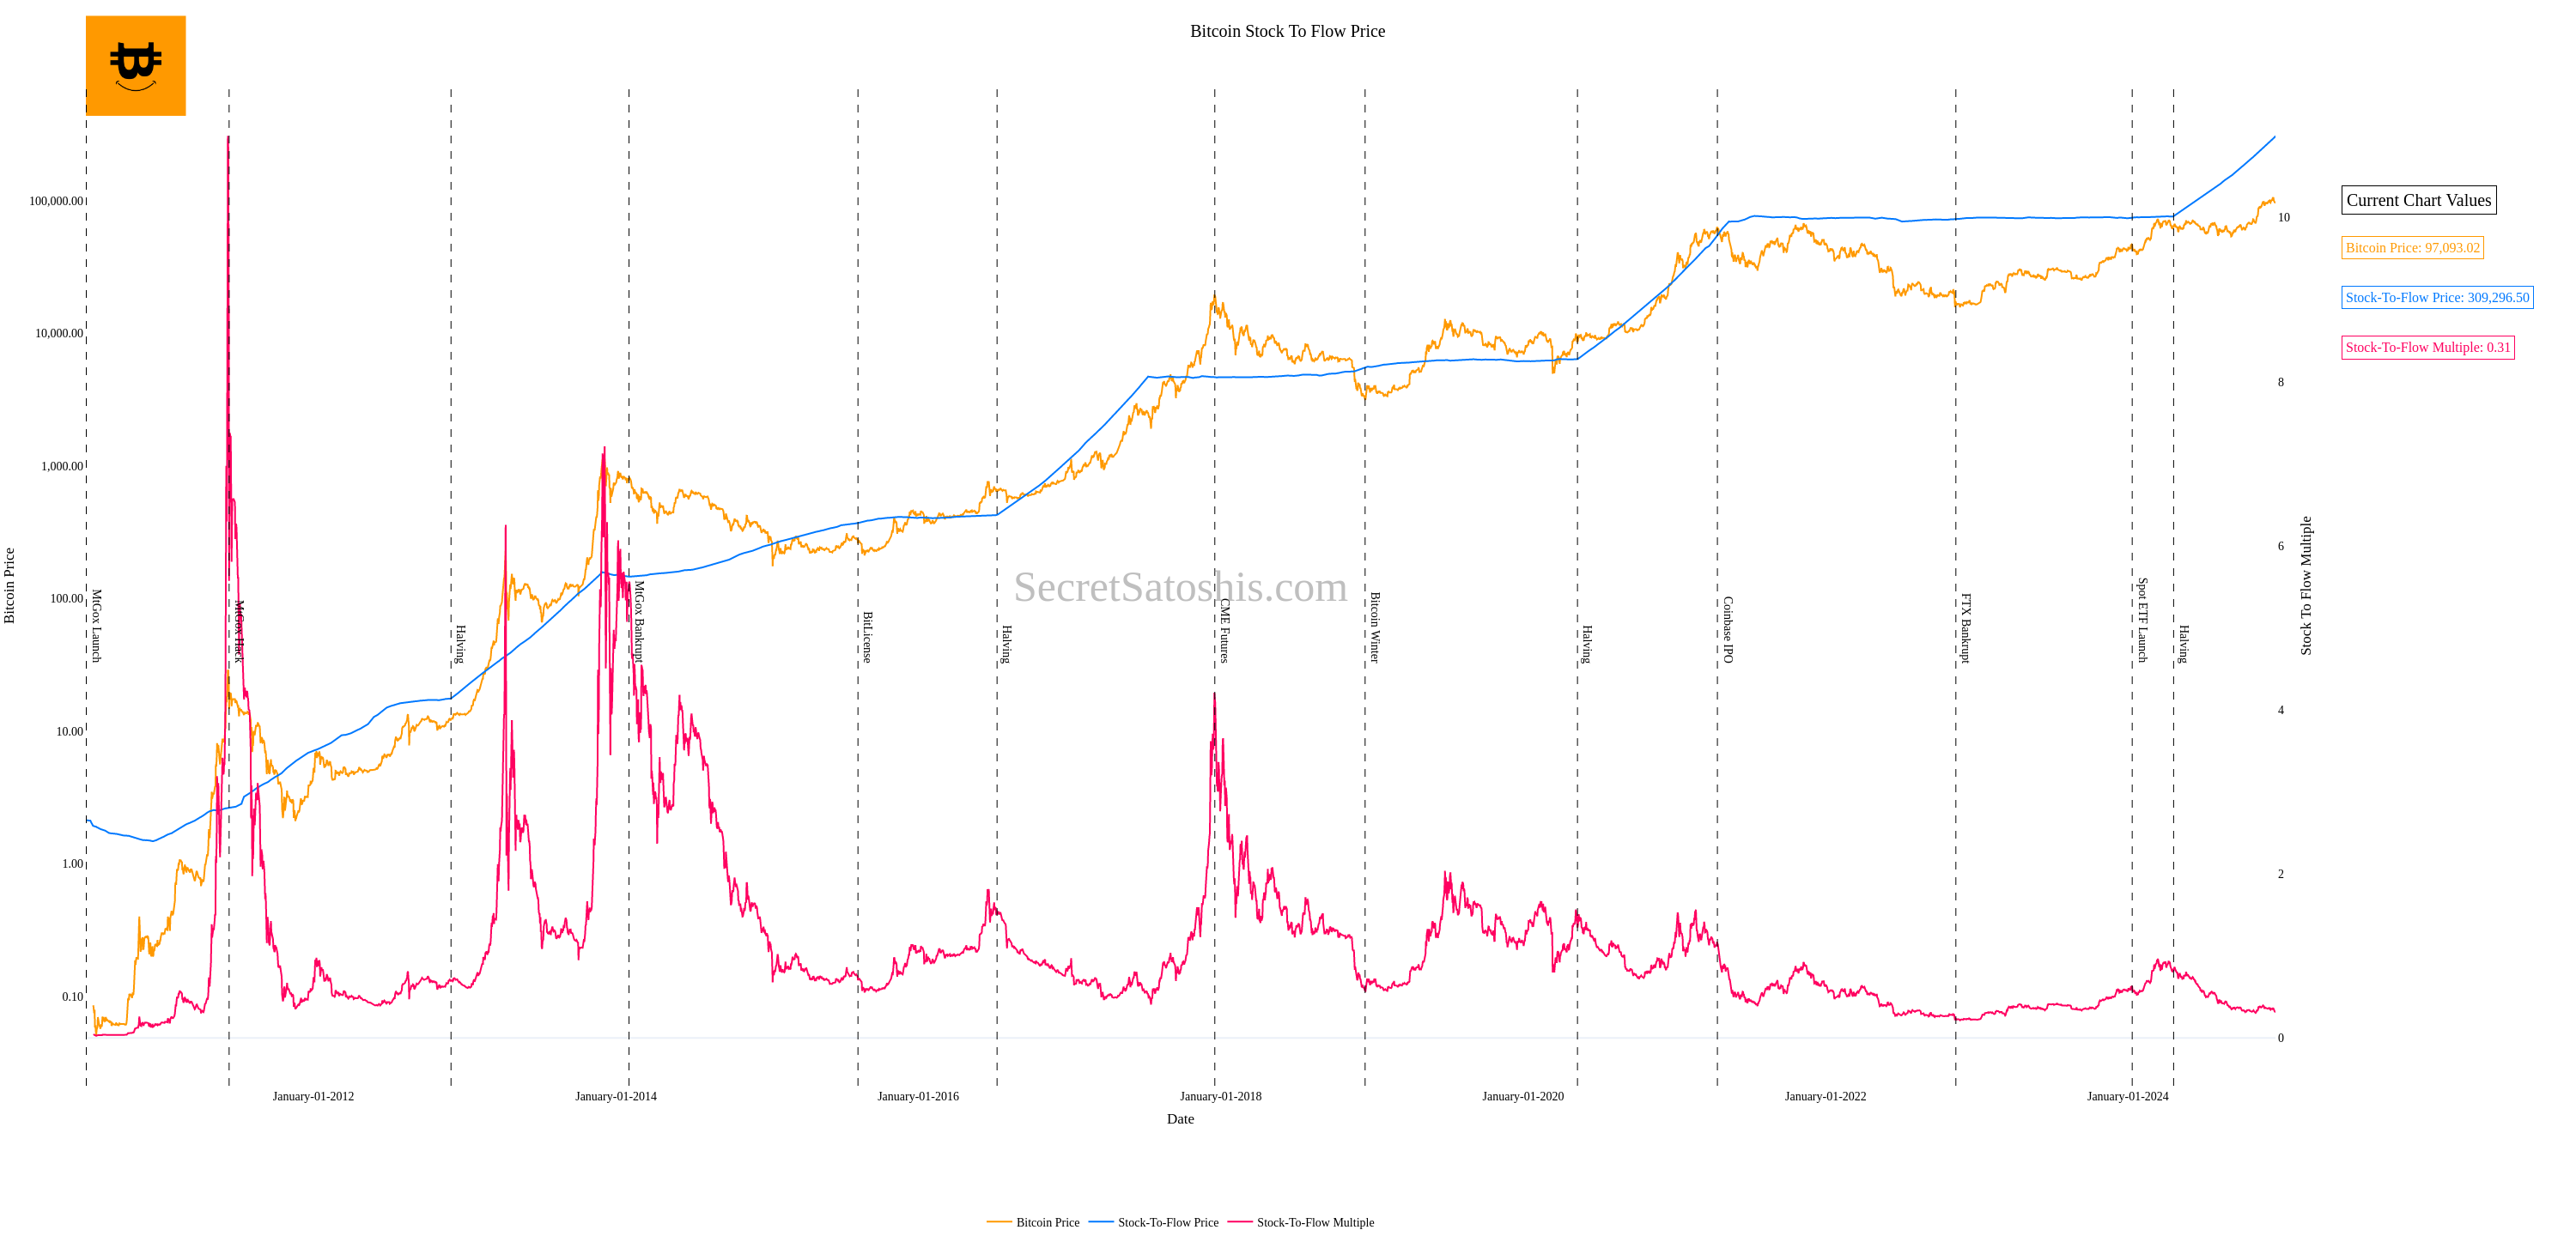 Bitcoin Stock To Flow Price
100,000.00
10,000.00
1,000.00
100.00
10.00
1.00
0.10
Bitcoin Price
MtGox Launch
MtGox Hack
Halving
MtGox Bankrupt
BitLicense
Halving
CME Futures
Bitcoin Winter
Halving
Coinbase IPO
FTX Bankrupt
Spot ETF Launch
Halving
SecretSatoshis.com
10
8
6
4
2
0
Stock To Flow Multiple
Current Chart Values
Bitcoin Price: 97,093.02
Stock-To-Flow Price: 309,296.50
Stock-To-Flow Multiple: 0.31
January-01-2012
January-01-2014
January-01-2016
January-01-2018
January-01-2020
January-01-2022
January-01-2024
Date
Bitcoin Price
Stock-To-Flow Price
Stock-To-Flow Multiple